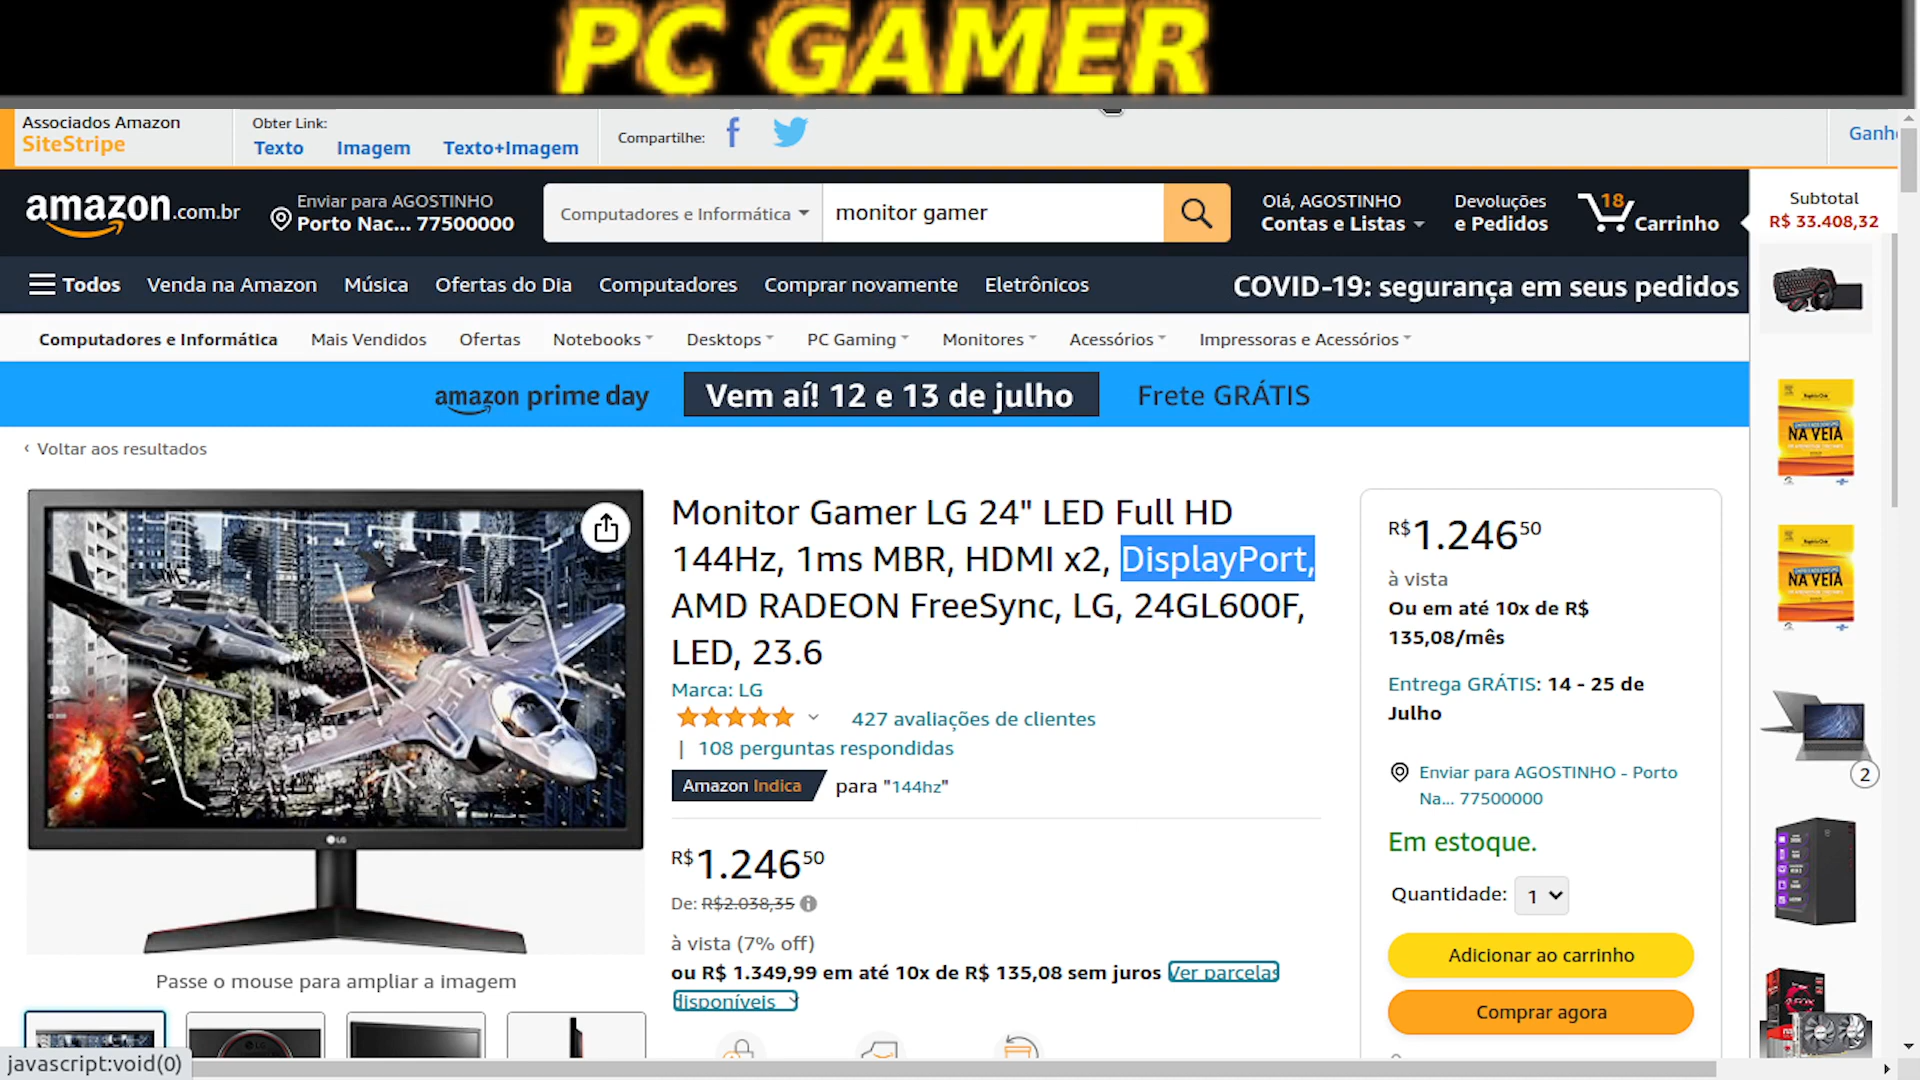 PC GAMER
Associados Amazon
SiteStripe
Obter Link:
Texto Imagem Texto+Imagem
Compartilhe:
amazon.com.br
Enviar para AGOSTINHO
Porto Nac... 77500000
Computadores e Informática
monitor gamer
Olá, AGOSTINHO
Contas e Listas
Devoluções
e Pedidos
18
Carrinho
Subtotal
R$ 33.408,32
Todos Venda na Amazon Música Ofertas do Dia Computadores Comprar novamente Eletrônicos
COVID-19: segurança em seus pedidos
Computadores e Informática Mais Vendidos Ofertas Notebooks Desktops PC Gaming Monitores Acessórios Impressoras e Acessórios
amazon prime day Vem aí! 12 e 13 de julho Frete GRÁTIS
‹ Voltar aos resultados
Monitor Gamer LG 24" LED Full HD
144Hz, 1ms MBR, HDMI x2, DisplayPort,
AMD RADEON FreeSync, LG, 24GL600F,
LED, 23.6
Marca: LG
427 avaliações de clientes
| 108 perguntas respondidas
Amazon Indica para "144hz"
R$1.24650
De: R$2.038,35
à vista (7% off)
ou R$ 1.349,99 em até 10x de R$ 135,08 sem juros Ver parcelas
disponíveis
LG
Passe o mouse para ampliar a imagem
R$1.24650
à vista
Ou em até 10x de R$
135,08/mês
Entrega GRÁTIS: 14 - 25 de
Julho
Enviar para AGOSTINHO - Porto
Na... 77500000
Em estoque.
Quantidade: 1
Adicionar ao carrinho
Comprar agora
NA VEIA
NA VEIA
2
javascript:void(0)